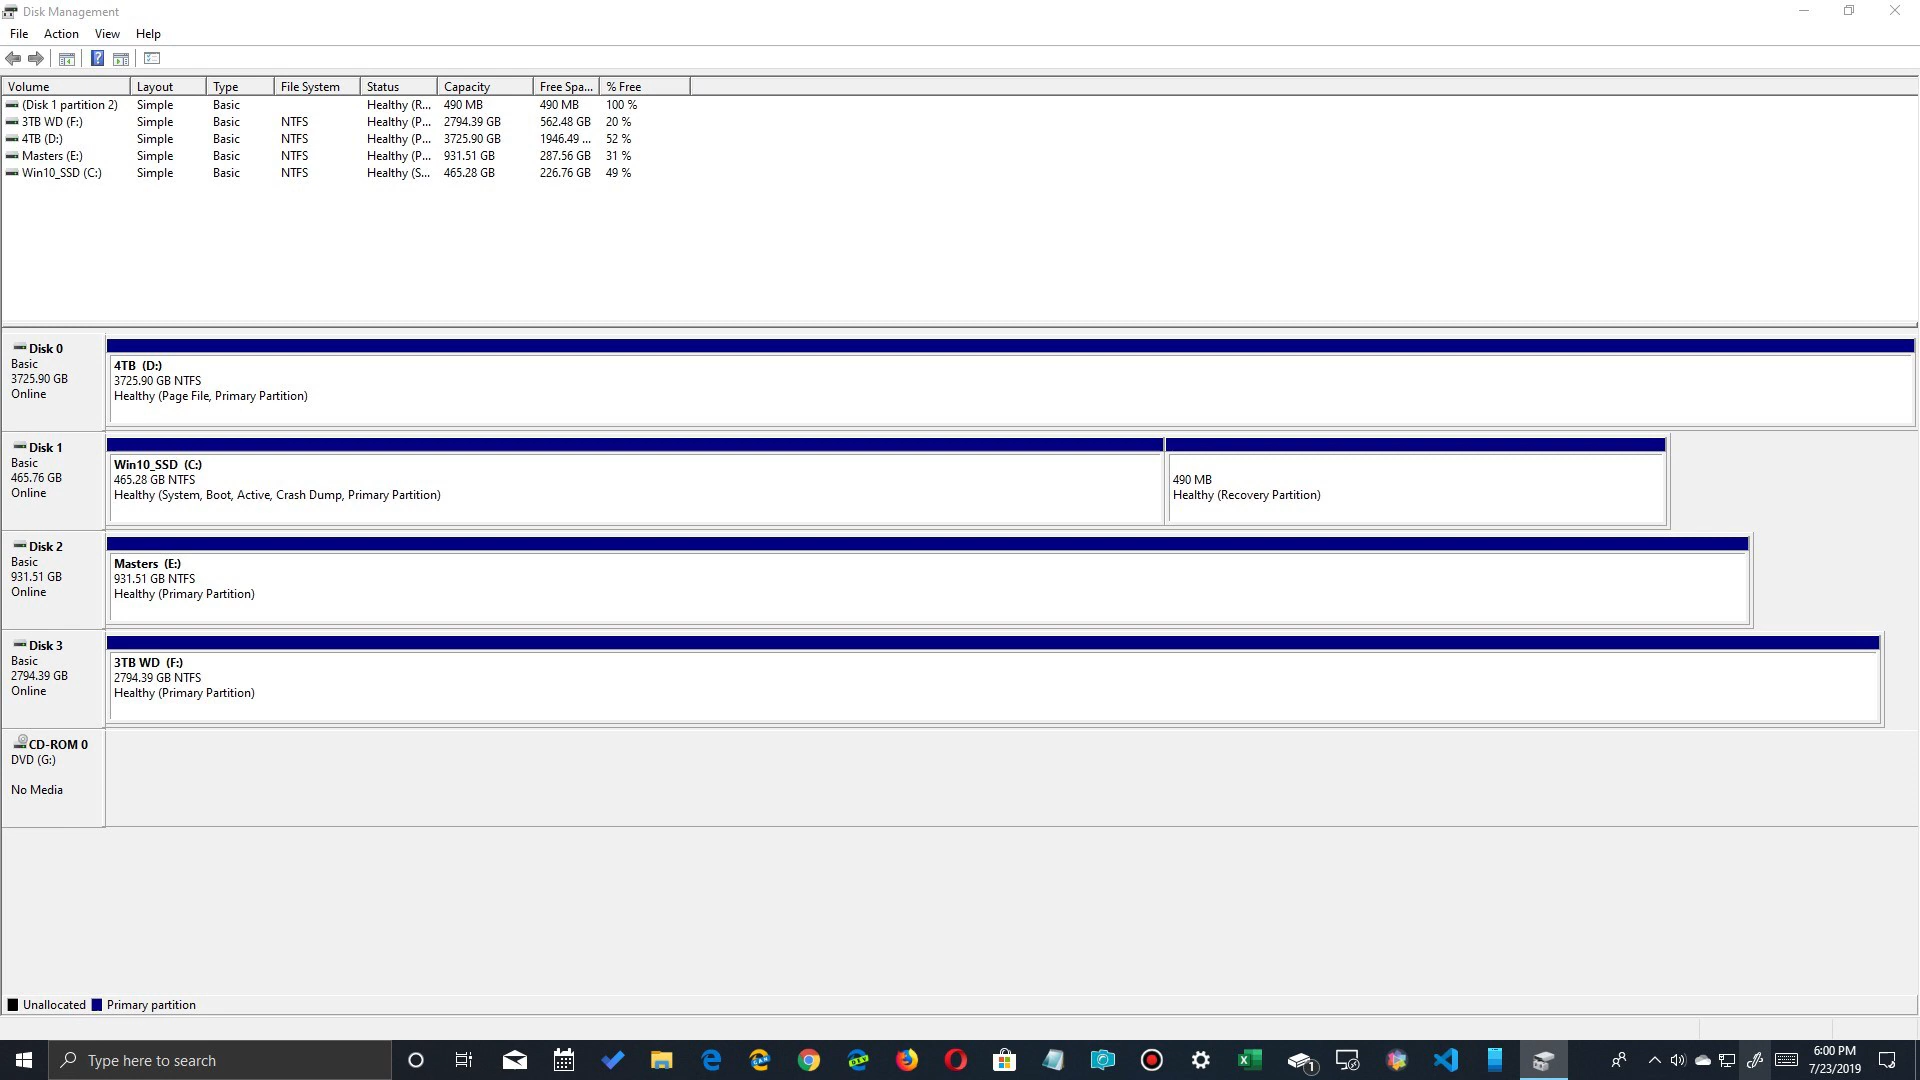 Disk Management
File Action View Help
Volume Layout Type File System Status Capacity Free Spa... % Free
(Disk 1 partition 2) Simple Basic Healthy (R... 490 MB 490 MB 100 %
3TB WD (F:) Simple Basic NTFS Healthy (P... 2794.39 GB 562.48 GB 20 %
4TB (D:) Simple Basic NTFS Healthy (P... 3725.90 GB 1946.49 ... 52 %
Masters (E:) Simple Basic NTFS Healthy (P... 931.51 GB 287.56 GB 31 %
Win10_SSD (C:) Simple Basic NTFS Healthy (S... 465.28 GB 226.76 GB 49 %
Disk 0
Basic
3725.90 GB
Online
4TB (D:)
3725.90 GB NTFS
Healthy (Page File, Primary Partition)
Disk 1
Basic
465.76 GB
Online
Win10_SSD (C:)
465.28 GB NTFS
Healthy (System, Boot, Active, Crash Dump, Primary Partition)
490 MB
Healthy (Recovery Partition)
Disk 2
Basic
931.51 GB
Online
Masters (E:)
931.51 GB NTFS
Healthy (Primary Partition)
Disk 3
Basic
2794.39 GB
Online
3TB WD (F:)
2794.39 GB NTFS
Healthy (Primary Partition)
CD-ROM 0
DVD (G:)
No Media
Unallocated Primary partition
Type here to search
CAN
DEV
1
6:00 PM
7/23/2019